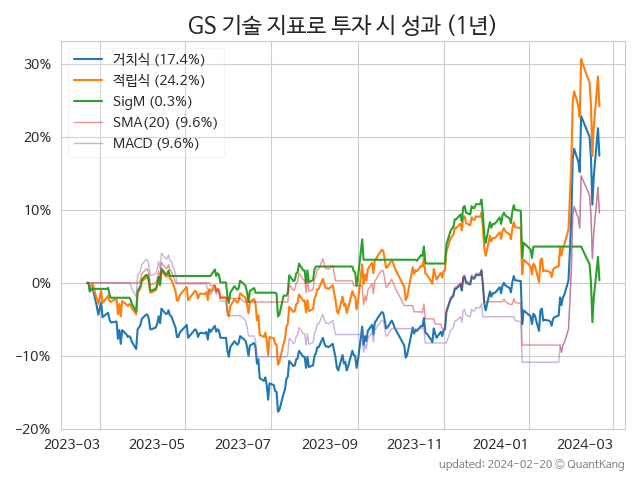 GS 기술 지표로 투자 시 성과 (1년)
거치식 (17.4%)
적립식 (24.2%)
SigM (0.3%)
SMA(20) (9.6%)
MACD (9.6%)
30%
20%
10%
0%
−10%
−20%
2023-03 2023-05 2023-07 2023-09 2023-11 2024-01 2024-03
updated: 2024-02-20 © QuantKang